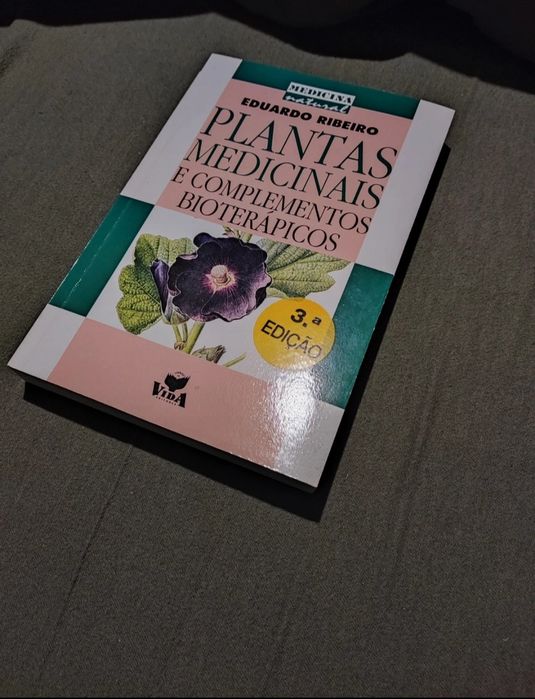 MEDICINA
natural
EDUARDO RIBEIRO
PLANTAS
MEDICINAIS
E COMPLEMENTOS
BIOTERÁPICOS
3.ª
EDIÇÃO
VIDA